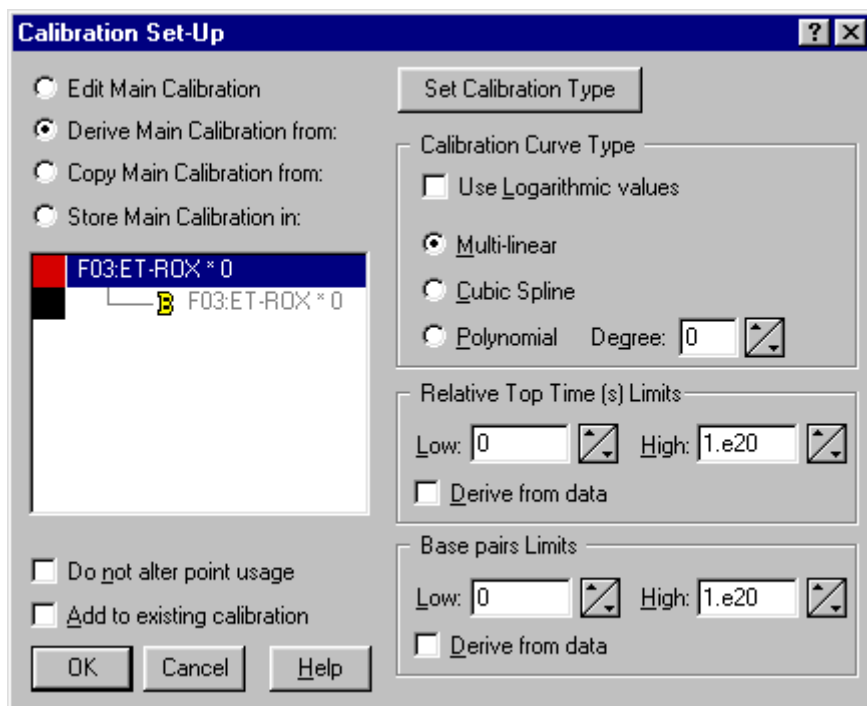 Calibration Set-Up
Edit Main Calibration
Derive Main Calibration from:
Copy Main Calibration from:
Store Main Calibration in:
F03:ET-ROX * 0
B F03:ET-ROX * 0
Do not alter point usage
Add to existing calibration
OK Cancel Help
Set Calibration Type
Calibration Curve Type
Use Logarithmic values
Multi-linear
Cubic Spline
Polynomial Degree: 0
Relative Top Time (s) Limits
Low: 0 High: 1.e20
Derive from data
Base pairs Limits
Low: 0 High: 1.e20
Derive from data